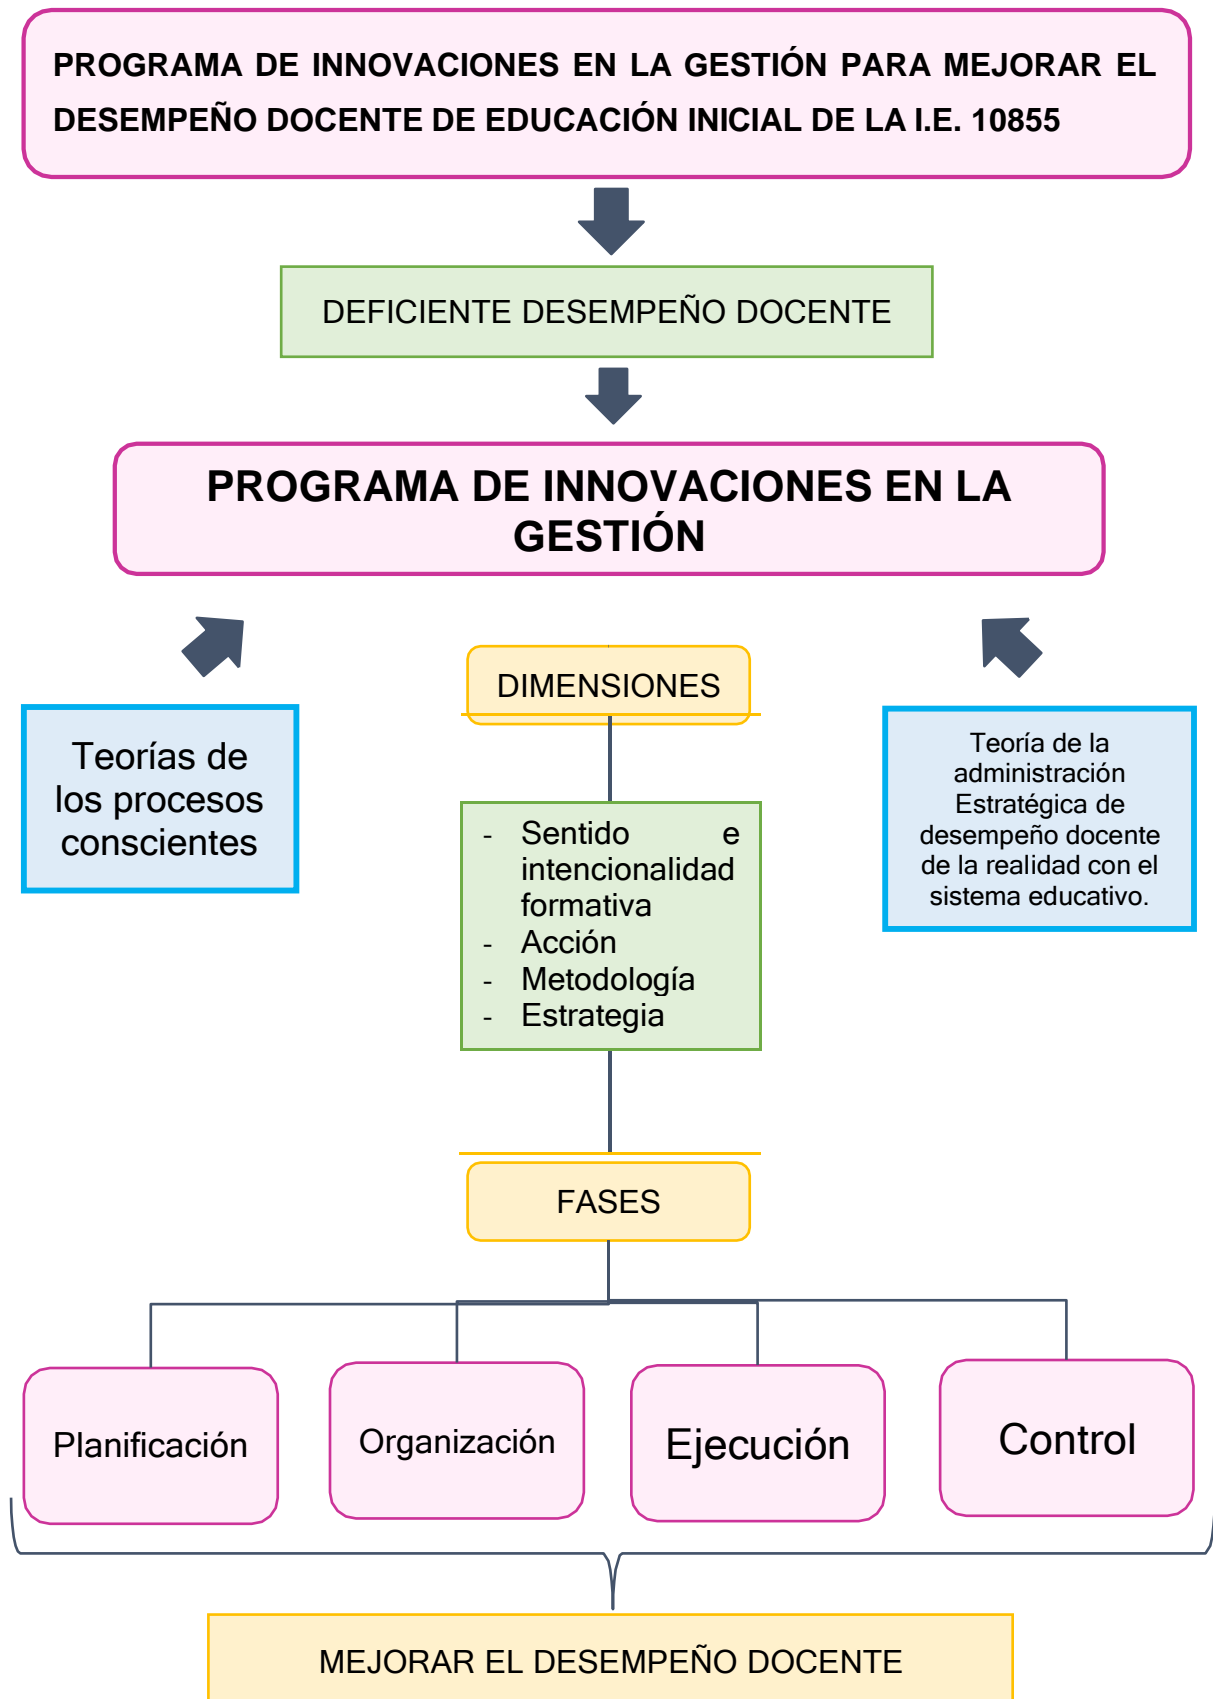 PROGRAMA DE INNOVACIONES EN LA GESTIÓN PARA MEJORAR EL
DESEMPEÑO DOCENTE DE EDUCACIÓN INICIAL DE LA I.E. 10855
DEFICIENTE DESEMPEÑO DOCENTE
PROGRAMA DE INNOVACIONES EN LA
GESTIÓN
DIMENSIONES
Teorías de
los procesos
conscientes
Teoría de la
administración
Estratégica de
desempeño docente
de la realidad con el
sistema educativo.
- Sentido e
intencionalidad
formativa
- Acción
- Metodología
- Estrategia
FASES
Planificación
Organización
Ejecución
Control
MEJORAR EL DESEMPEÑO DOCENTE